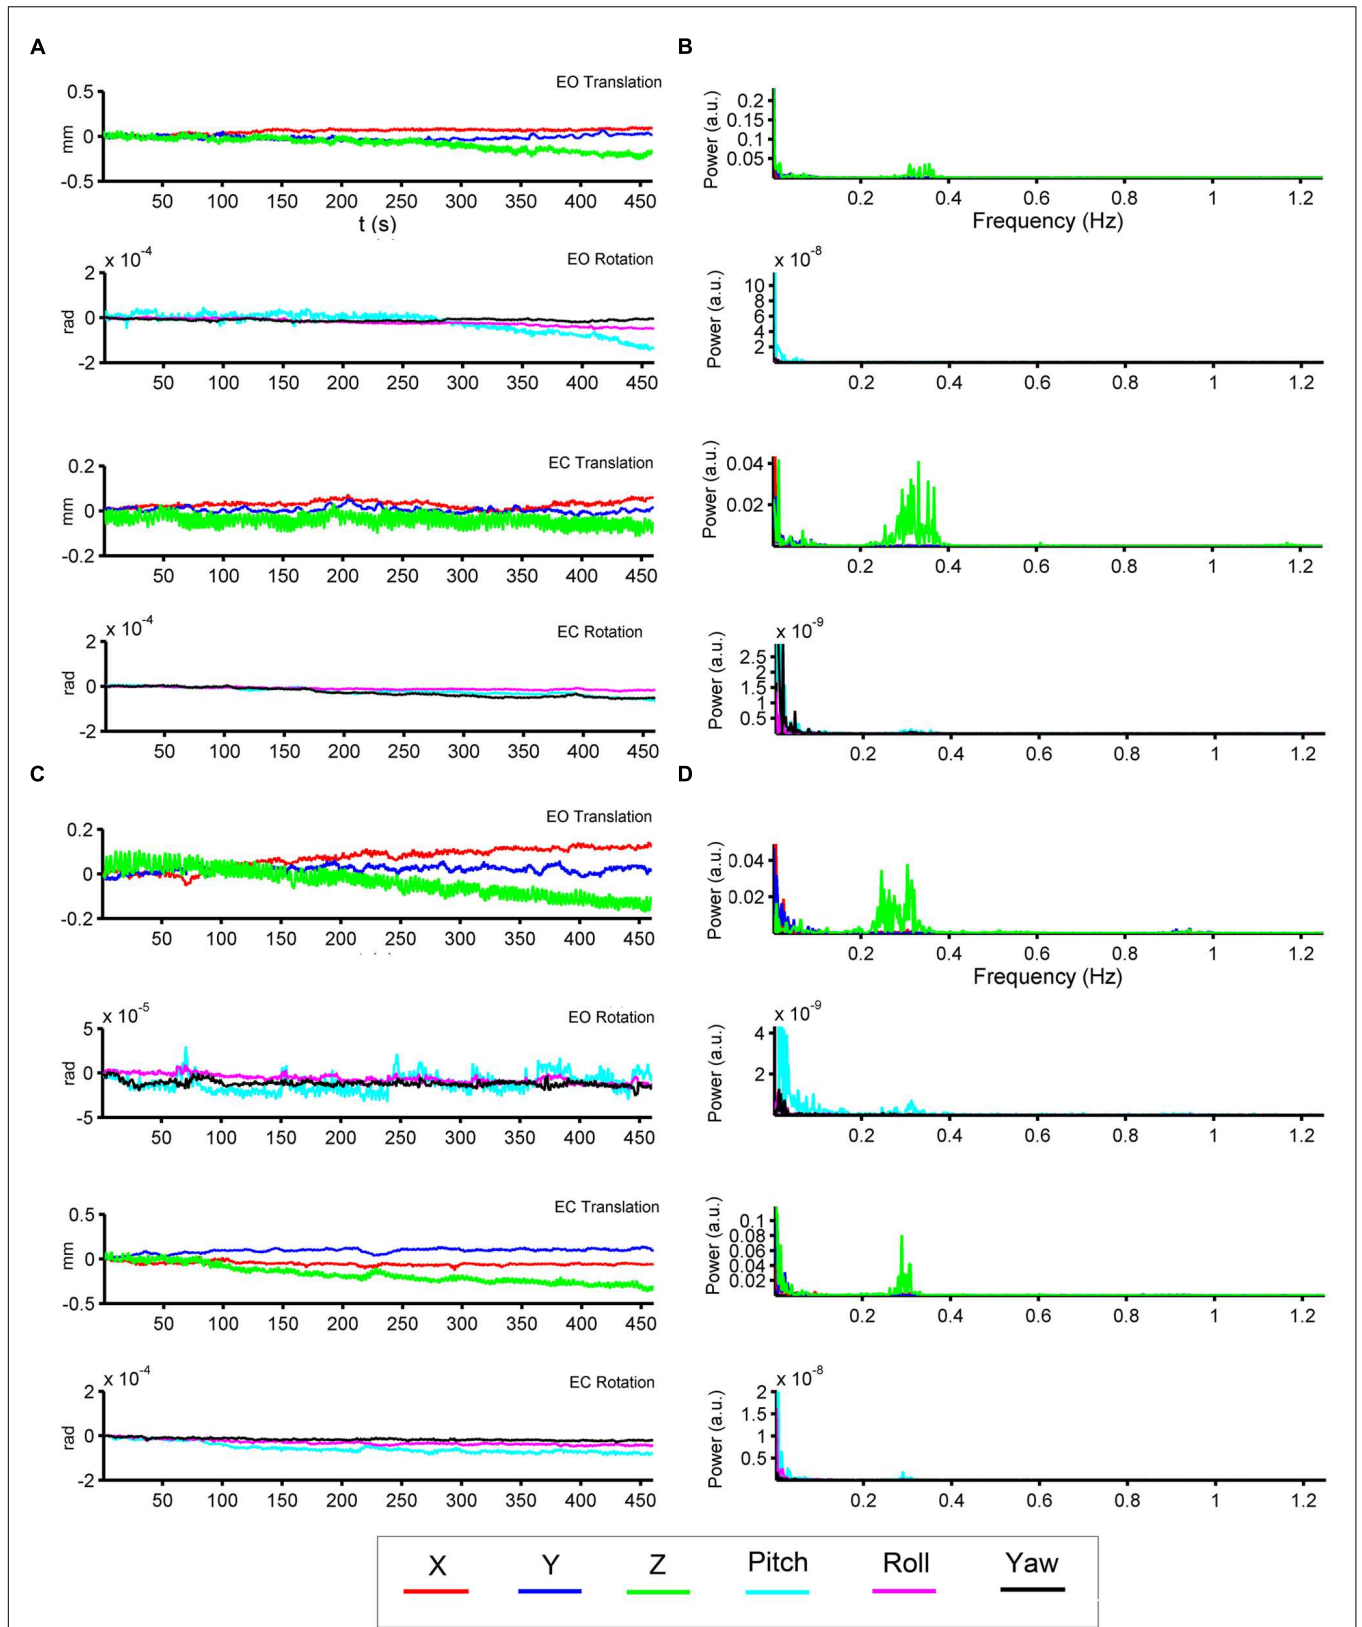 A
B
EO Translation
0.5
0
-0.5
mm
50 100 150 200 250 300 350 400 450
t (s)
0.2
0.15
0.1
0.05
Power (a.u.)
0.2 0.4 0.6 0.8 1 1.2
Frequency (Hz)
x 10-4
EO Rotation
2
0
-2
rad
50 100 150 200 250 300 350 400 450
x 10-8
10
8
6
4
2
Power (a.u.)
0.2 0.4 0.6 0.8 1 1.2
EC Translation
0.2
0
-0.2
mm
50 100 150 200 250 300 350 400 450
0.04
0.02
Power (a.u.)
0.2 0.4 0.6 0.8 1 1.2
x 10-4
EC Rotation
2
0
-2
rad
50 100 150 200 250 300 350 400 450
x 10-9
2.5
2
1.5
1
0.5
Power (a.u.)
0.2 0.4 0.6 0.8 1 1.2
C
D
EO Translation
0.2
0
-0.2
mm
50 100 150 200 250 300 350 400 450
0.04
0.02
Power (a.u.)
0.2 0.4 0.6 0.8 1 1.2
Frequency (Hz)
x 10-5
EO Rotation
5
0
-5
rad
50 100 150 200 250 300 350 400 450
x 10-9
4
2
Power (a.u.)
0.2 0.4 0.6 0.8 1 1.2
EC Translation
0.5
0
-0.5
mm
50 100 150 200 250 300 350 400 450
0.1
0.08
0.06
0.04
0.02
Power (a.u.)
0.2 0.4 0.6 0.8 1 1.2
x 10-4
EC Rotation
2
0
-2
rad
50 100 150 200 250 300 350 400 450
x 10-8
2
1.5
1
0.5
Power (a.u.)
0.2 0.4 0.6 0.8 1 1.2
X Y Z Pitch Roll Yaw